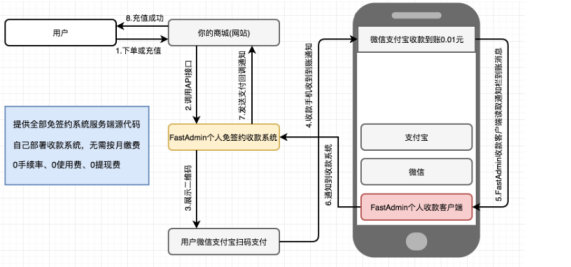 8.充值成功
用户
你的商城(网站)
1.下单或充值
2.调用API接口
7.发送支付回调通知
4.收款手机收到到账通知
微信支付宝收款到账0.01元
提供全部免签约系统服务端源代码
自己部署收款系统，无需按月缴费
0手续率、0使用费、0提现费
FastAdmin个人免签约收款系统
3.展示二维码
6.通知到收款系统
支付宝
微信
FastAdmin个人收款客户端
5.FastAdmin收款客户端读取通知栏到账消息
用户微信支付宝扫码支付